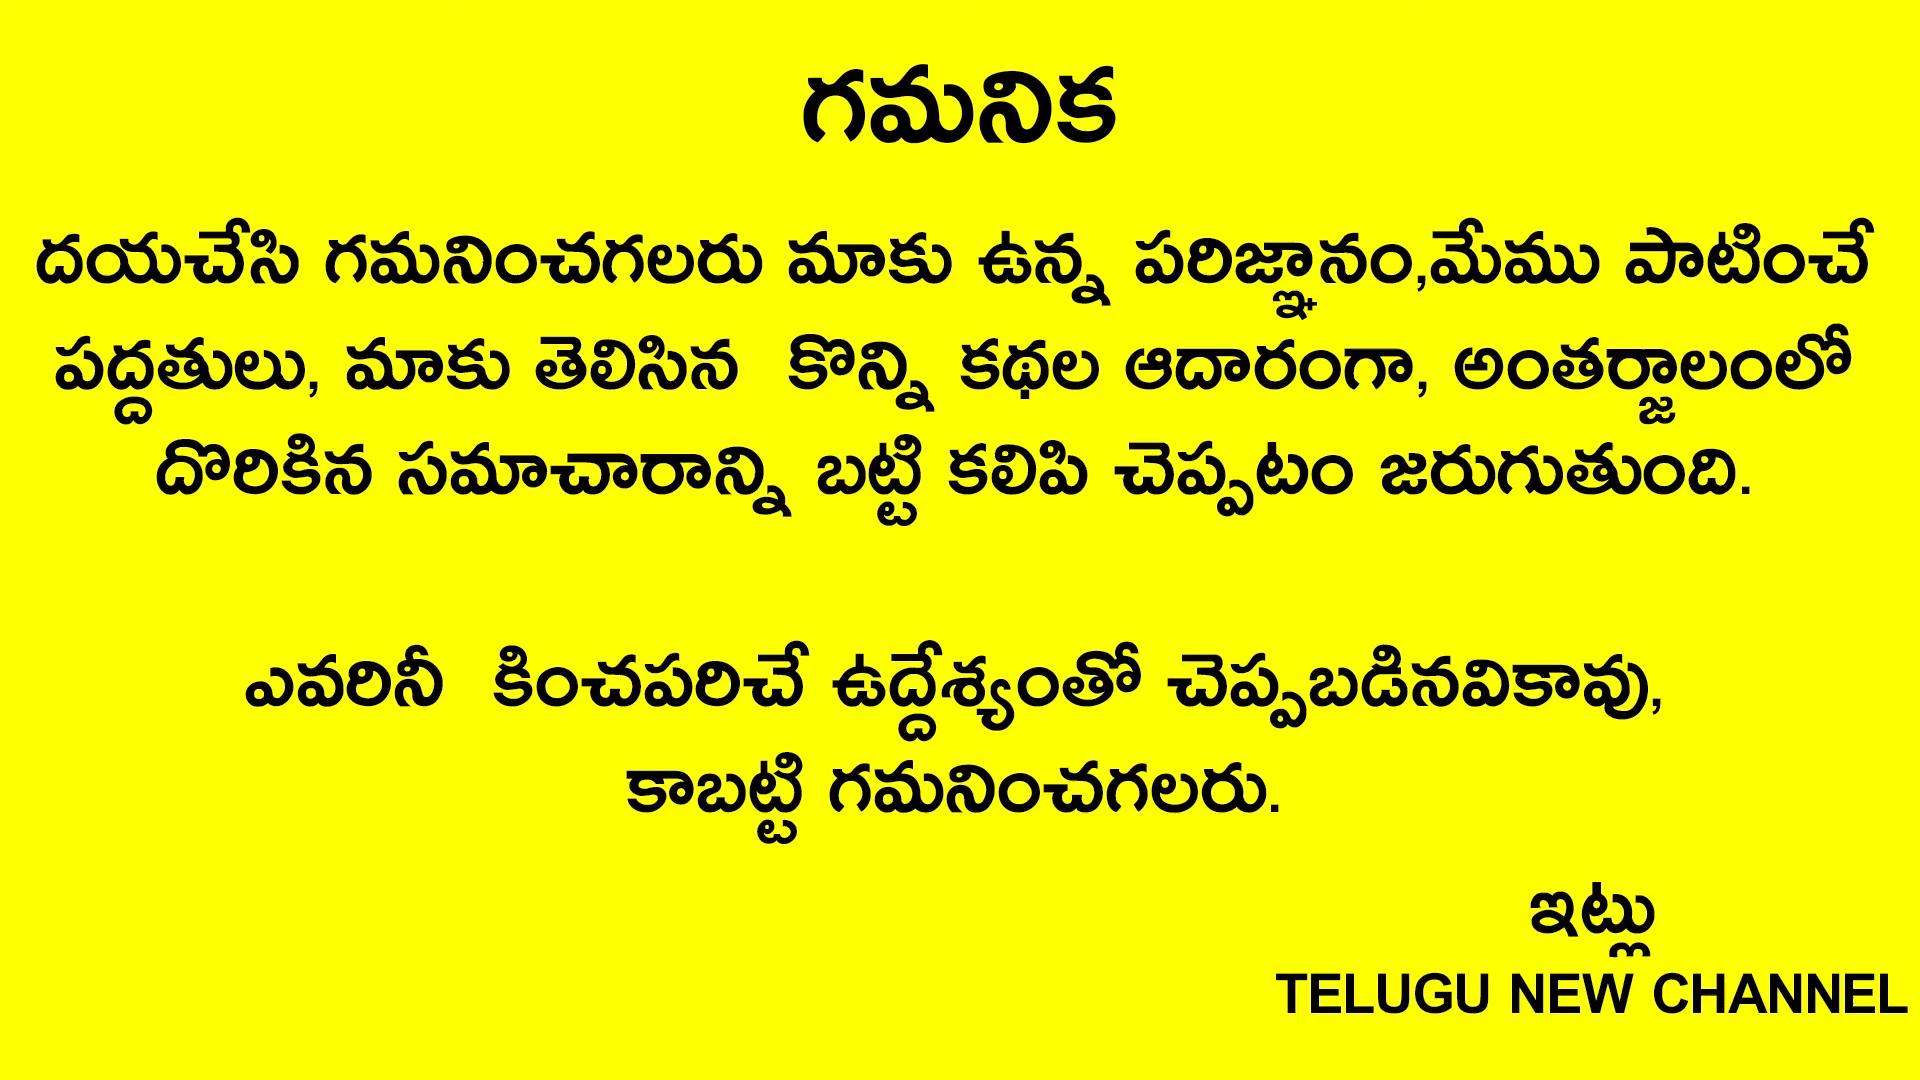 గమనిక
దయచేసి గమనించగలరు మాకు ఉన్న పరిజ్ఞానం,మేము పాటించే
పద్దతులు, మాకు తెలిసిన కొన్ని కథల ఆదారంగా, అంతర్జాలంలో
దొరికిన సమాచారాన్ని బట్టి కలిపి చెప్పటం జరుగుతుంది.
ఎవరినీ కించపరిచే ఉద్దేశ్యంతో చెప్పబడినవికావు,
కాబట్టి గమనించగలరు.
ఇట్లు
TELUGU NEW CHANNEL